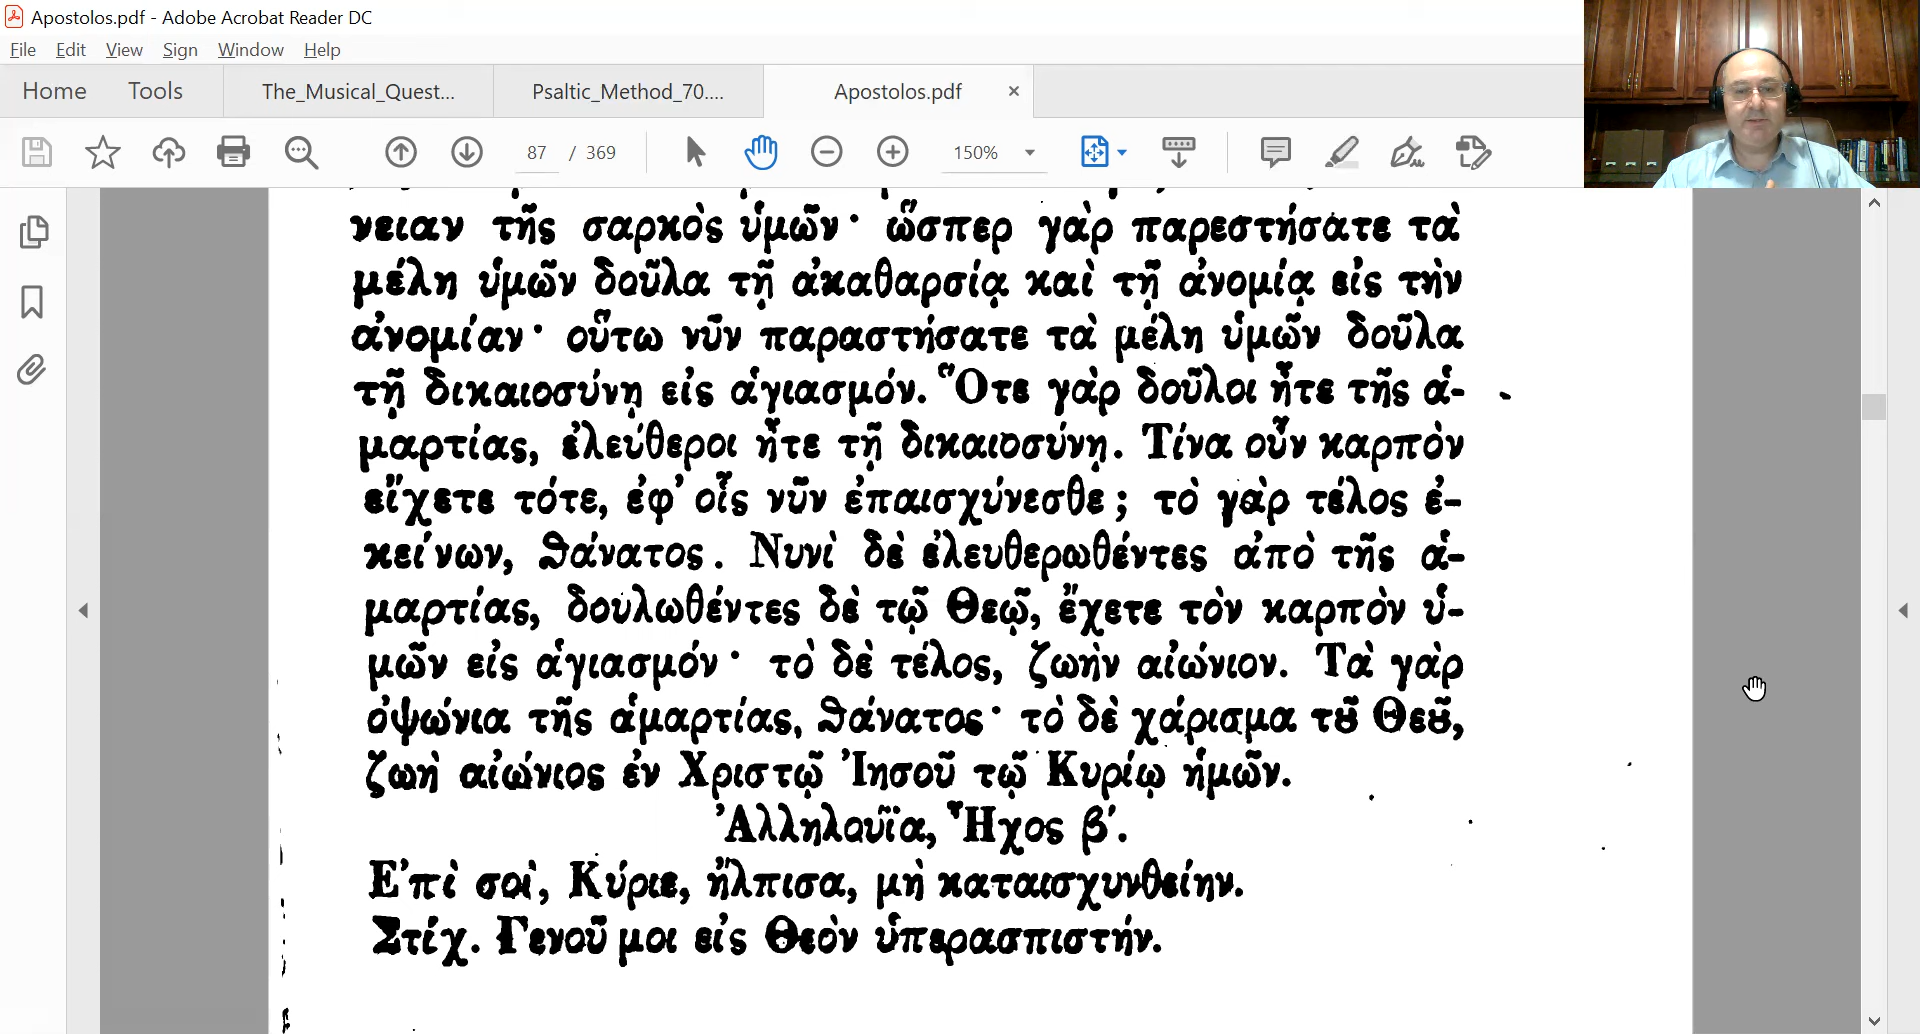 Apostolos.pdf - Adobe Acrobat Reader DC
File Edit View Sign Window Help
Home Tools The_Musical_Quest... Psaltic_Method_70.... Apostolos.pdf ×
87 / 369 150%
νειαν τῆς σαρκὸς ὑμῶν· ὥσπερ γὰρ παρεστήσατε τὰ
μέλη ὑμῶν δοῦλα τῇ ἀκαθαρσίᾳ καὶ τῇ ἀνομίᾳ εἰς τὴν
ἀνομίαν· οὕτω νῦν παραστήσατε τὰ μέλη ὑμῶν δοῦλα
τῇ δικαιοσύνῃ εἰς ἁγιασμόν. Ὅτε γὰρ δοῦλοι ἦτε τῆς ἁ-
μαρτίας, ἐλεύθεροι ἦτε τῇ δικαιοσύνῃ. Τίνα οὖν καρπὸν
εἴχετε τότε, ἐφ’ οἷς νῦν ἐπαισχύνεσθε; τὸ γὰρ τέλος ἐ-
κείνων, θάνατος. Νυνὶ δὲ ἐλευθερωθέντες ἀπὸ τῆς ἁ-
μαρτίας, δουλωθέντες δὲ τῷ Θεῷ, ἔχετε τὸν καρπὸν ὑ-
μῶν εἰς ἁγιασμόν· τὸ δὲ τέλος, ζωὴν αἰώνιον. Τὰ γὰρ
ὀψώνια τῆς ἁμαρτίας, θάνατος· τὸ δὲ χάρισμα τȣ͂ Θεȣ͂,
ζωὴ αἰώνιος ἐν Χριστῷ Ἰησοῦ τῷ Κυρίῳ ἡμῶν.
Ἀλληλούϊα, Ἦχος β΄.
Ἐπὶ σοὶ, Κύριε, ἤλπισα, μὴ καταισχυνθείην.
Στίχ. Γενοῦ μοι εἰς Θεὸν ὑπερασπιστήν.